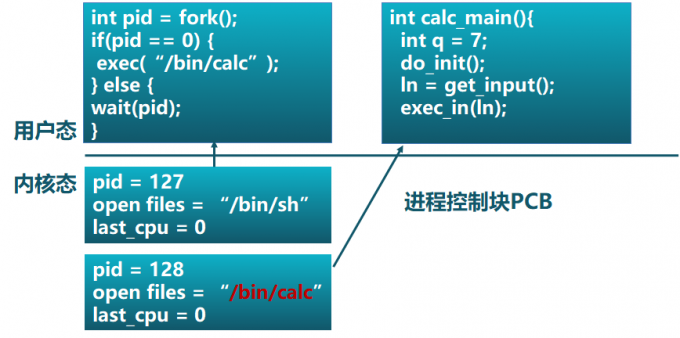 int pid = fork();
if(pid == 0) {
exec( “/bin/calc” );
} else {
wait(pid);
}
int calc_main(){
int q = 7;
do_init();
ln = get_input();
exec_in(ln);
用户态
内核态
pid = 127
open files = “/bin/sh”
last_cpu = 0
进程控制块PCB
pid = 128
open files = “/bin/calc”
last_cpu = 0